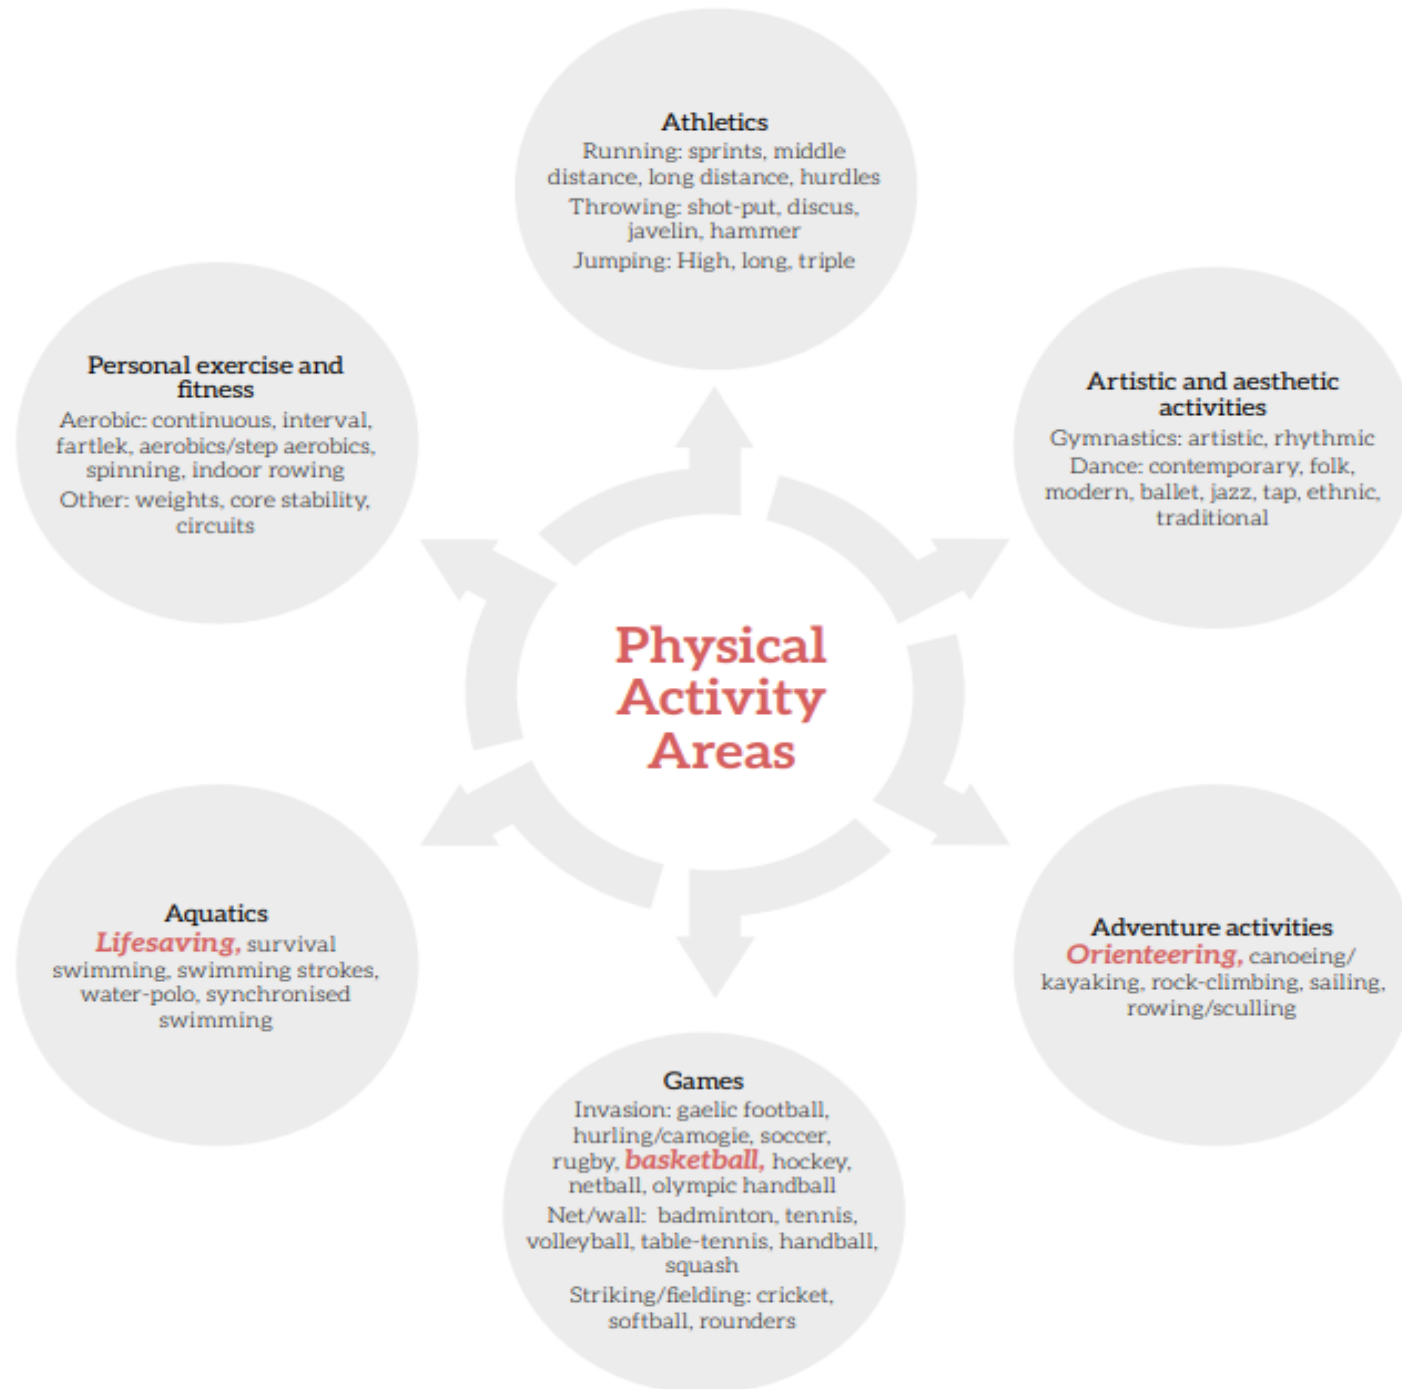 Athletics
Running: sprints, middle
distance, long distance, hurdles
Throwing: shot-put, discus,
javelin, hammer
Jumping: High, long, triple
Personal exercise and
fitness
Aerobic: continuous, interval,
fartlek, aerobics/step aerobics,
spinning, indoor rowing
Other: weights, core stability,
circuits
Artistic and aesthetic
activities
Gymnastics: artistic, rhythmic
Dance: contemporary, folk,
modern, ballet, jazz, tap, ethnic,
traditional
Physical
Activity
Areas
Aquatics
Lifesaving, survival
swimming, swimming strokes,
water-polo, synchronised
swimming
Adventure activities
Orienteering, canoeing/
kayaking, rock-climbing, sailing,
rowing/sculling
Games
Invasion: gaelic football,
hurling/camogie, soccer,
rugby, basketball, hockey,
netball, olympic handball
Net/wall: badminton, tennis,
volleyball, table-tennis, handball,
squash
Striking/fielding: cricket,
softball, rounders